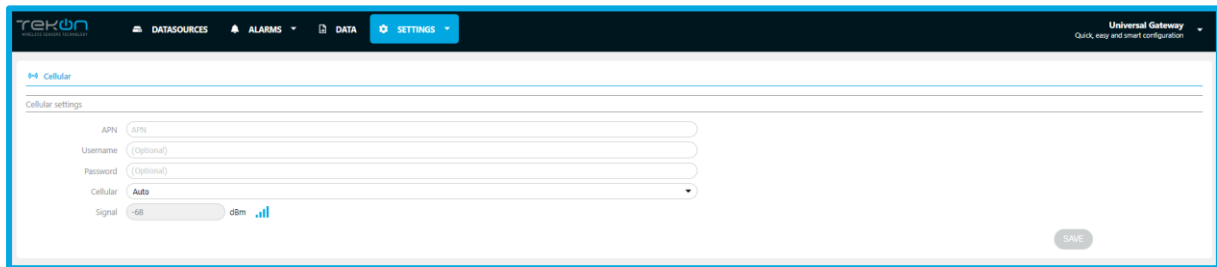 TEKON
WIRELESS SENSORS TECHNOLOGY
DATASOURCES
ALARMS
DATA
SETTINGS
Universal Gateway
Quick, easy and smart configuration
Cellular
Cellular settings
APN APN
Username (Optional)
Password (Optional)
Cellular Auto
Signal -68 dBm
SAVE